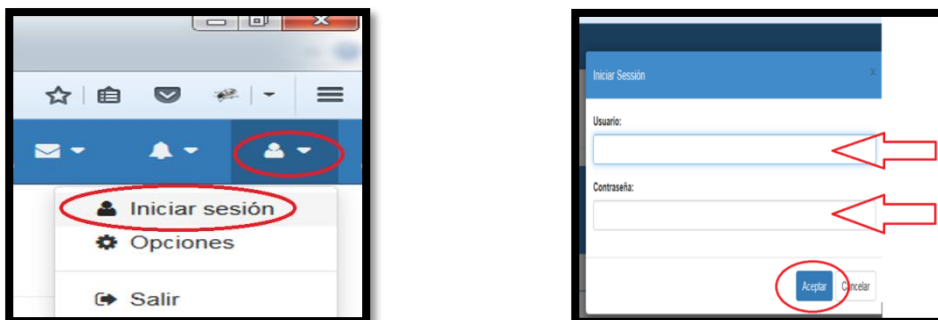 Iniciar sesión
Opciones
Salir
Iniciar Sessión
x
Usuario:
Contraseña:
Aceptar
Cancelar